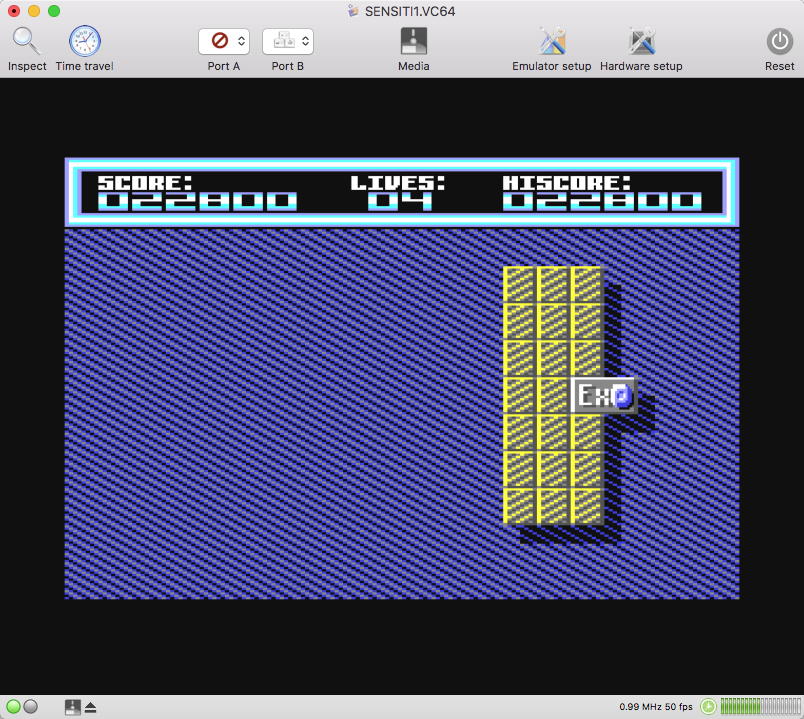 SENSITI1.VC64
Inspect Time travel Port A Port B Media Emulator setup Hardware setup Reset
SCORE: LIVES: HISCORE:
022800 04 022800
0.99 MHz 50 fps